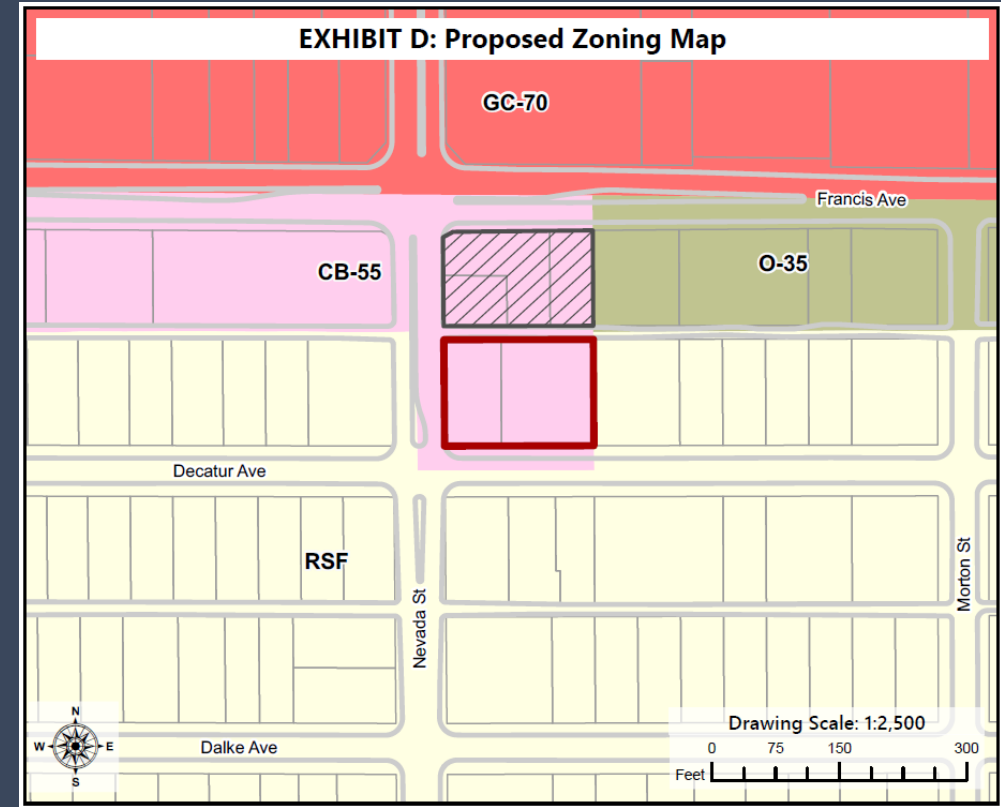 EXHIBIT D: Proposed Zoning Map
GC-70
Francis Ave
CB-55
O-35
Decatur Ave
RSF
Nevada St
Morton St
N
W E
S
Dalke Ave
Drawing Scale: 1:2,500
0 75 150 300
Feet